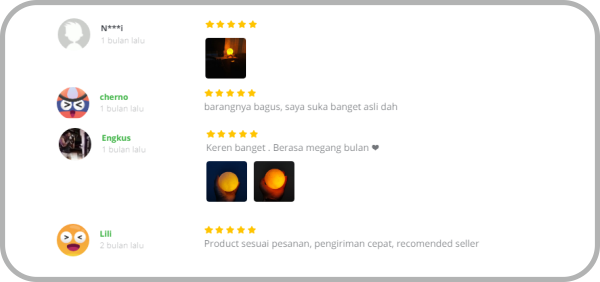 N***i
1 bulan lalu
cherno
1 bulan lalu
barangnya bagus, saya suka banget asli dah
Engkus
1 bulan lalu
Keren banget . Berasa megang bulan ❤
Lili
2 bulan lalu
Product sesuai pesanan, pengiriman cepat, recomended seller